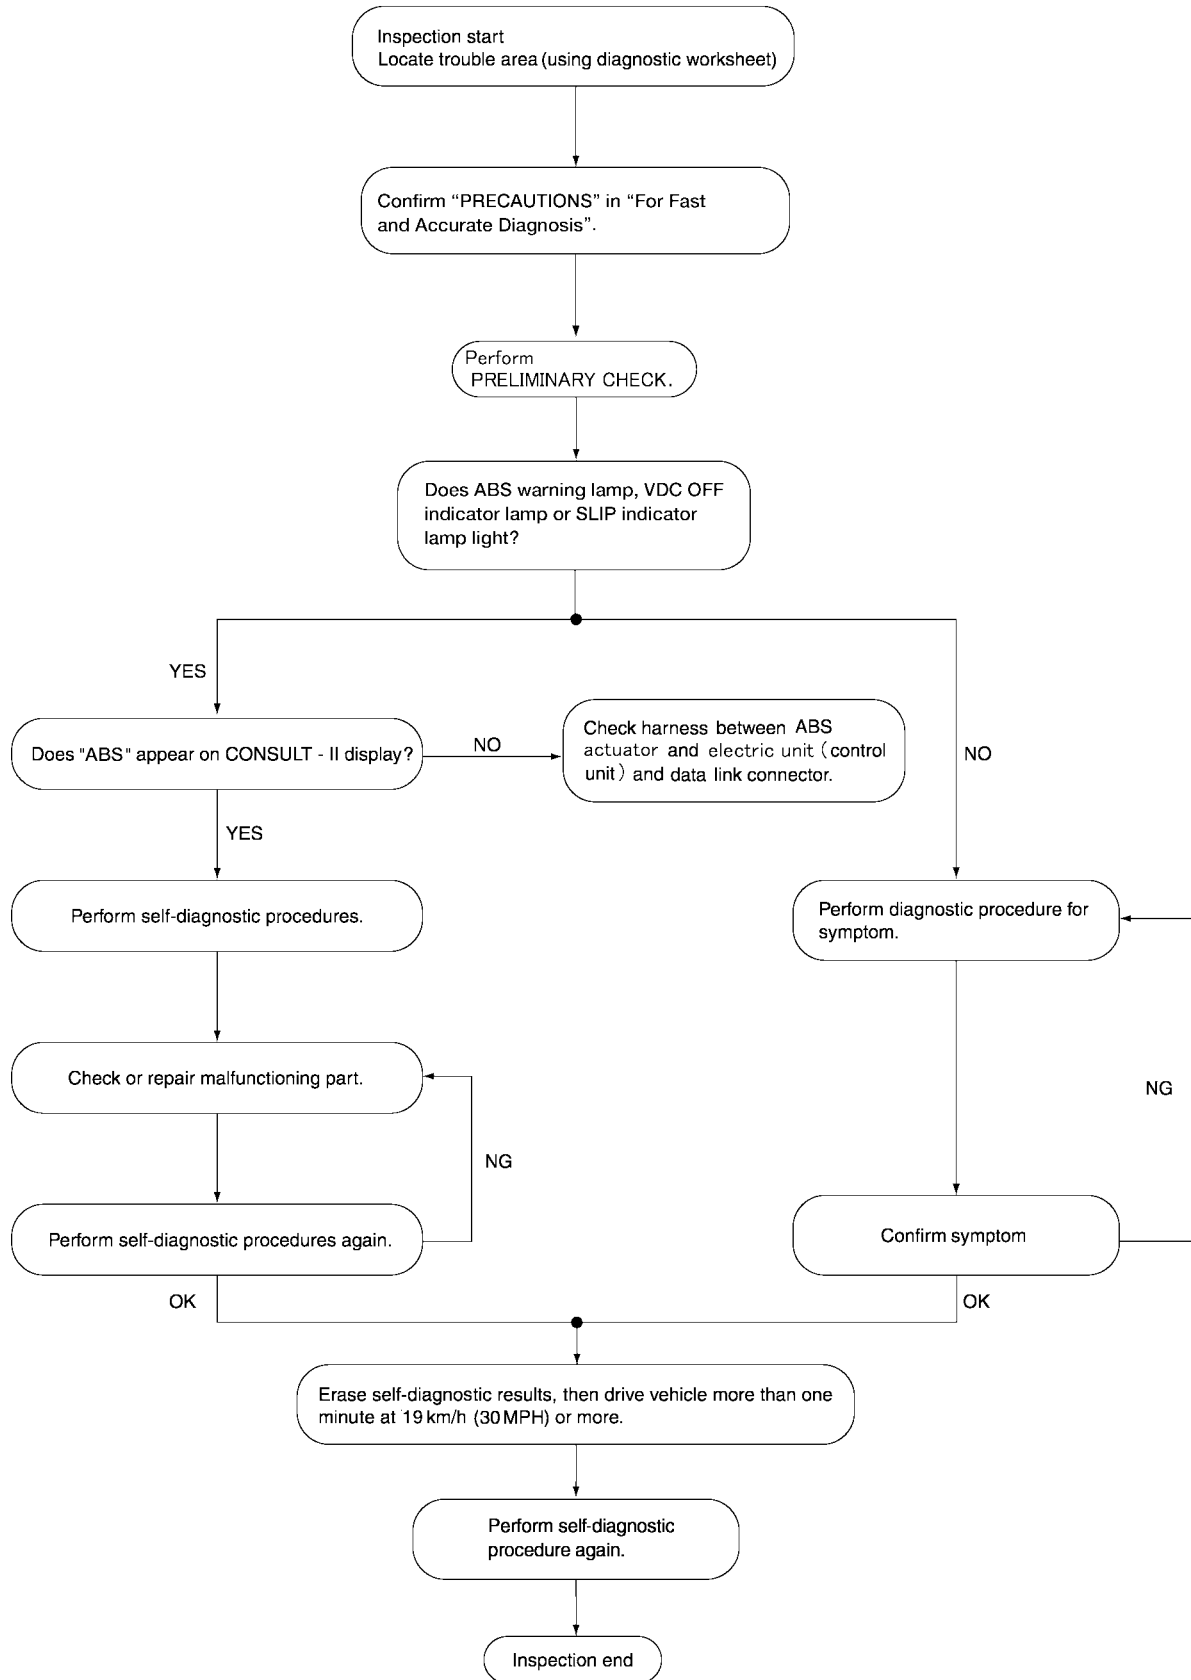 Inspection start
Locate trouble area (using diagnostic worksheet)
Confirm “PRECAUTIONS” in “For Fast
and Accurate Diagnosis”.
Perform
PRELIMINARY CHECK.
Does ABS warning lamp, VDC OFF
indicator lamp or SLIP indicator
lamp light?
YES
Does "ABS" appear on CONSULT - II display?
NO
Check harness between ABS
actuator and electric unit (control
unit) and data link connector.
NO
YES
Perform self-diagnostic procedures.
Perform diagnostic procedure for
symptom.
Check or repair malfunctioning part.
NG
NG
Perform self-diagnostic procedures again.
Confirm symptom
OK
OK
Erase self-diagnostic results, then drive vehicle more than one
minute at 19 km/h (30 MPH) or more.
Perform self-diagnostic
procedure again.
Inspection end